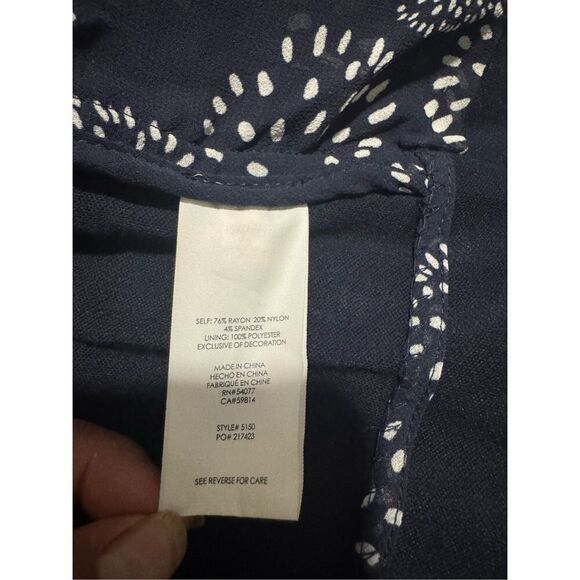 SELF: 76% RAYON 20% NYLON
4% SPANDEX
LINING: 100% POLYESTER
EXCLUSIVE OF DECORATION
MADE IN CHINA
HECHO EN CHINA
FABRIQUÉ EN CHINE
RN#54077
CA#59814
STYLE# 5150
PO# 217423
SEE REVERSE FOR CARE